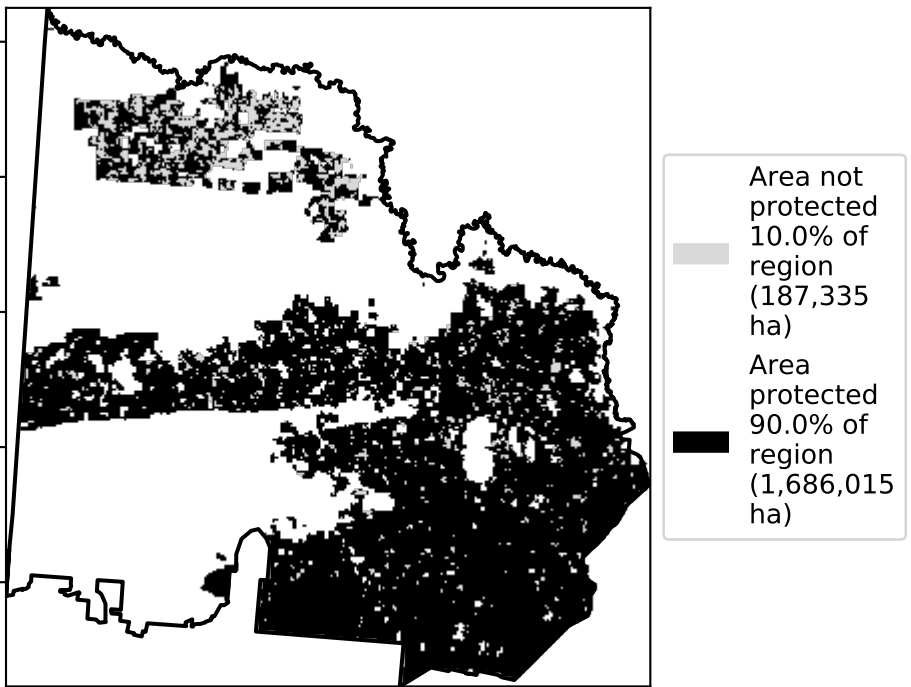 Area not
protected
10.0% of
region
(187,335
ha)
Area
protected
90.0% of
region
(1,686,015
ha)